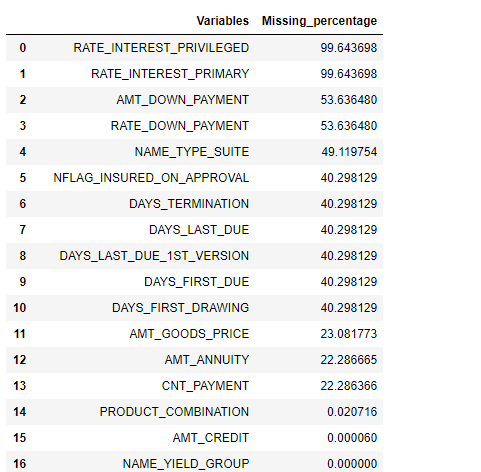 Variables Missing_percentage
0 RATE_INTEREST_PRIVILEGED 99.643698
1 RATE_INTEREST_PRIMARY 99.643698
2 AMT_DOWN_PAYMENT 53.636480
3 RATE_DOWN_PAYMENT 53.636480
4 NAME_TYPE_SUITE 49.119754
5 NFLAG_INSURED_ON_APPROVAL 40.298129
6 DAYS_TERMINATION 40.298129
7 DAYS_LAST_DUE 40.298129
8 DAYS_LAST_DUE_1ST_VERSION 40.298129
9 DAYS_FIRST_DUE 40.298129
10 DAYS_FIRST_DRAWING 40.298129
11 AMT_GOODS_PRICE 23.081773
12 AMT_ANNUITY 22.286665
13 CNT_PAYMENT 22.286366
14 PRODUCT_COMBINATION 0.020716
15 AMT_CREDIT 0.000060
16 NAME_YIELD_GROUP 0.000000